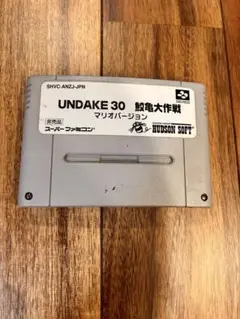 SHVC-ANZJ-JPN
UNDAKE 30 鮫亀大作戦
マリオバージョン
非売品
スーパーファミコン
HUDSON SOFT